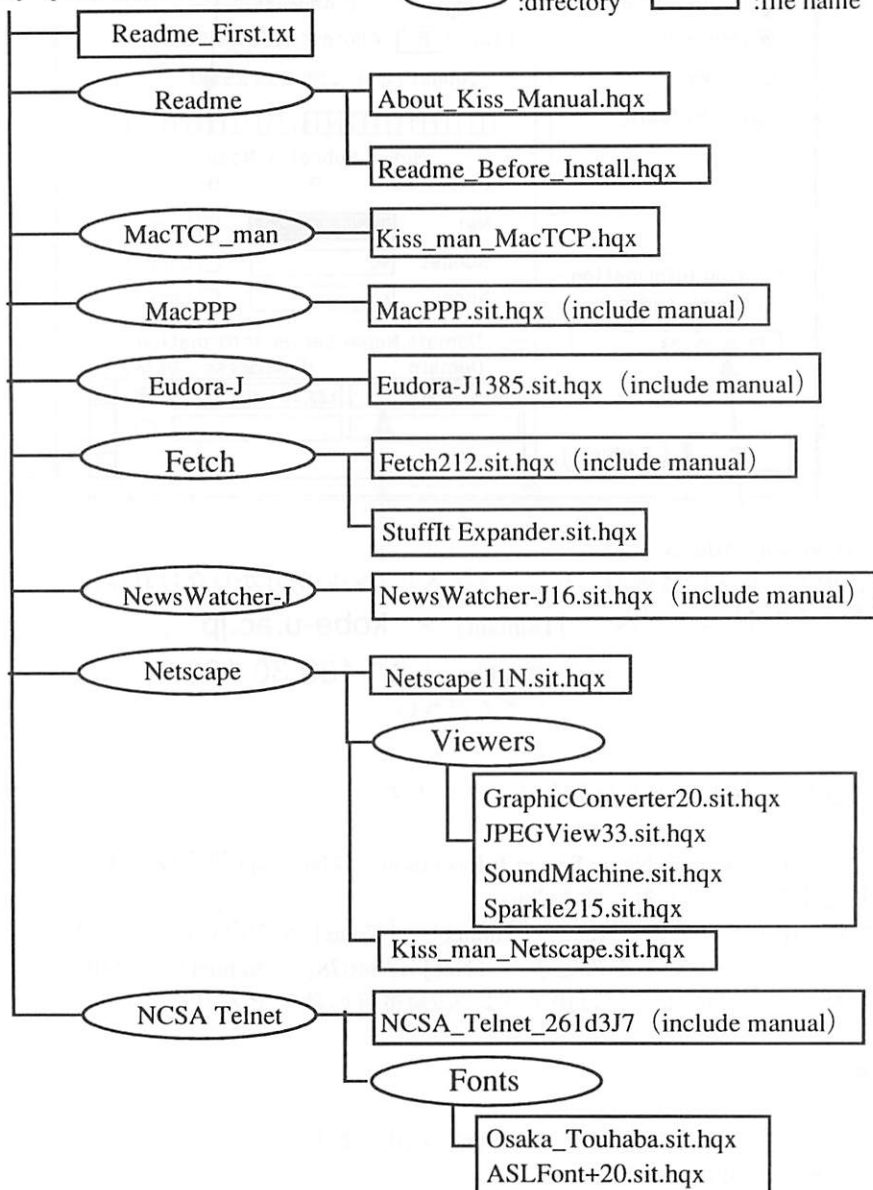 :directory :file name
Readme_First.txt
Readme
About_Kiss_Manual.hqx
Readme_Before_Install.hqx
MacTCP_man
Kiss_man_MacTCP.hqx
MacPPP
MacPPP.sit.hqx (include manual)
Eudora-J
Eudora-J1385.sit.hqx (include manual)
Fetch
Fetch212.sit.hqx (include manual)
StuffIt Expander.sit.hqx
NewsWatcher-J
NewsWatcher-J16.sit.hqx (include manual)
Netscape
Netscape11N.sit.hqx
Viewers
GraphicConverter20.sit.hqx
JPEGView33.sit.hqx
SoundMachine.sit.hqx
Sparkle215.sit.hqx
Kiss_man_Netscape.sit.hqx
NCSA Telnet
NCSA_Telnet_261d3J7 (include manual)
Fonts
Osaka_Touhaba.sit.hqx
ASLFont+20.sit.hqx